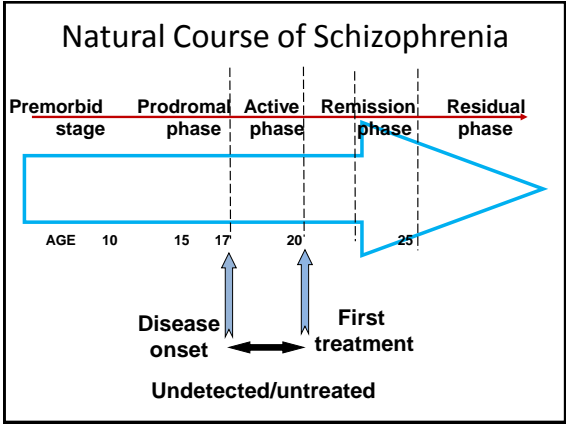 Natural Course of Schizophrenia
Premorbid Prodromal Active Remission Residual
stage phase phase phase phase
AGE 10 15 17 20 25
Disease First
onset treatment
Undetected/untreated